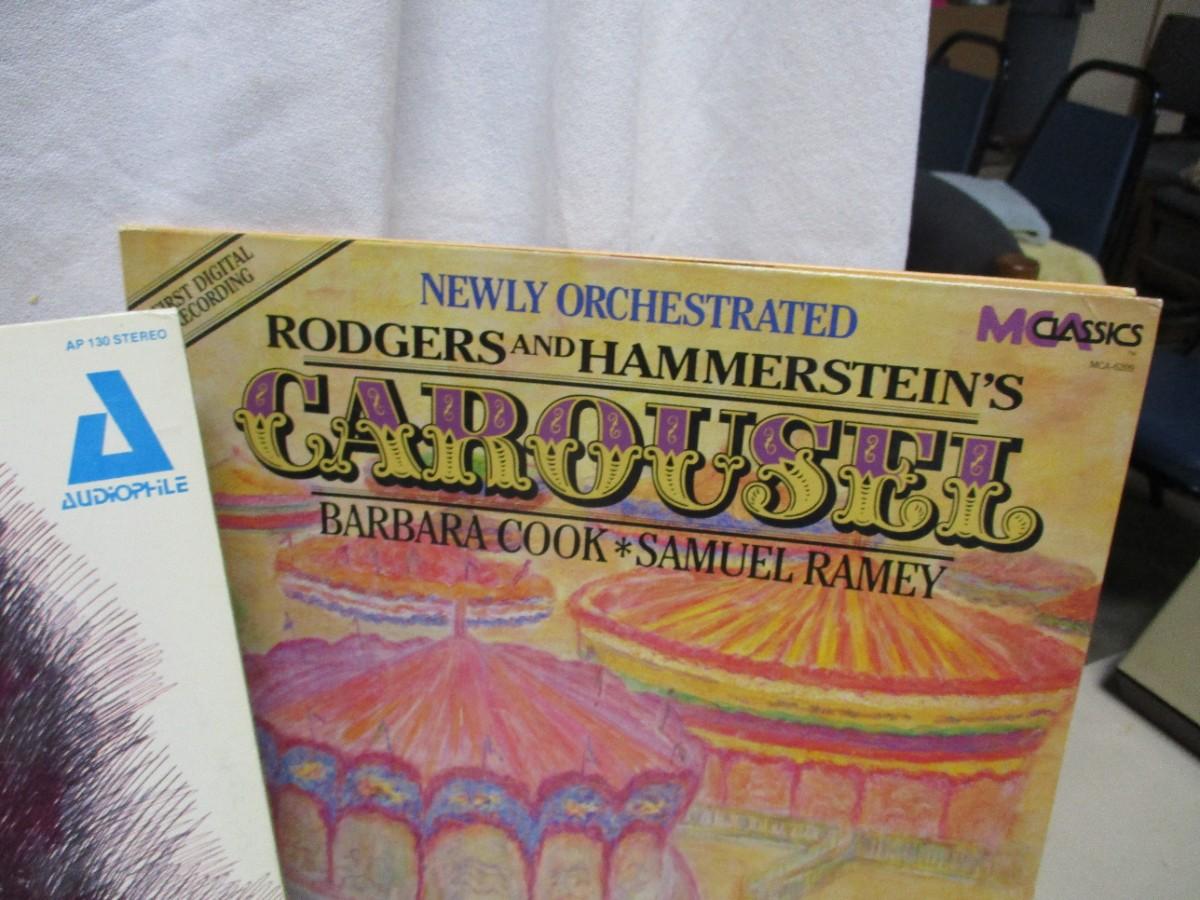 FIRST DIGITAL
RECORDING
NEWLY ORCHESTRATED
MCA CLASSICS
™
RODGERS AND HAMMERSTEIN'S
CAROUSEL
BARBARA COOK * SAMUEL RAMEY
AP 130 STEREO
AUDIOPHILE